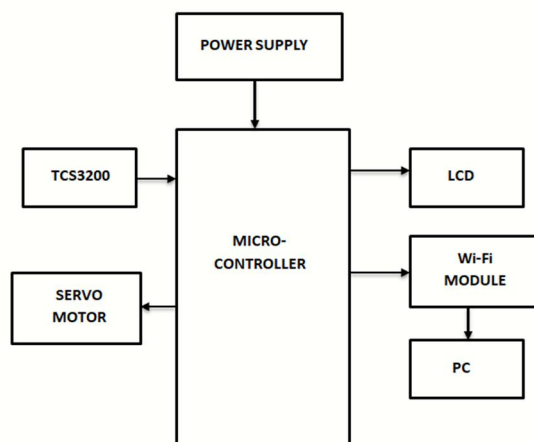 POWER SUPPLY
TCS3200
LCD
MICRO-
CONTROLLER
Wi-Fi
MODULE
SERVO
MOTOR
PC